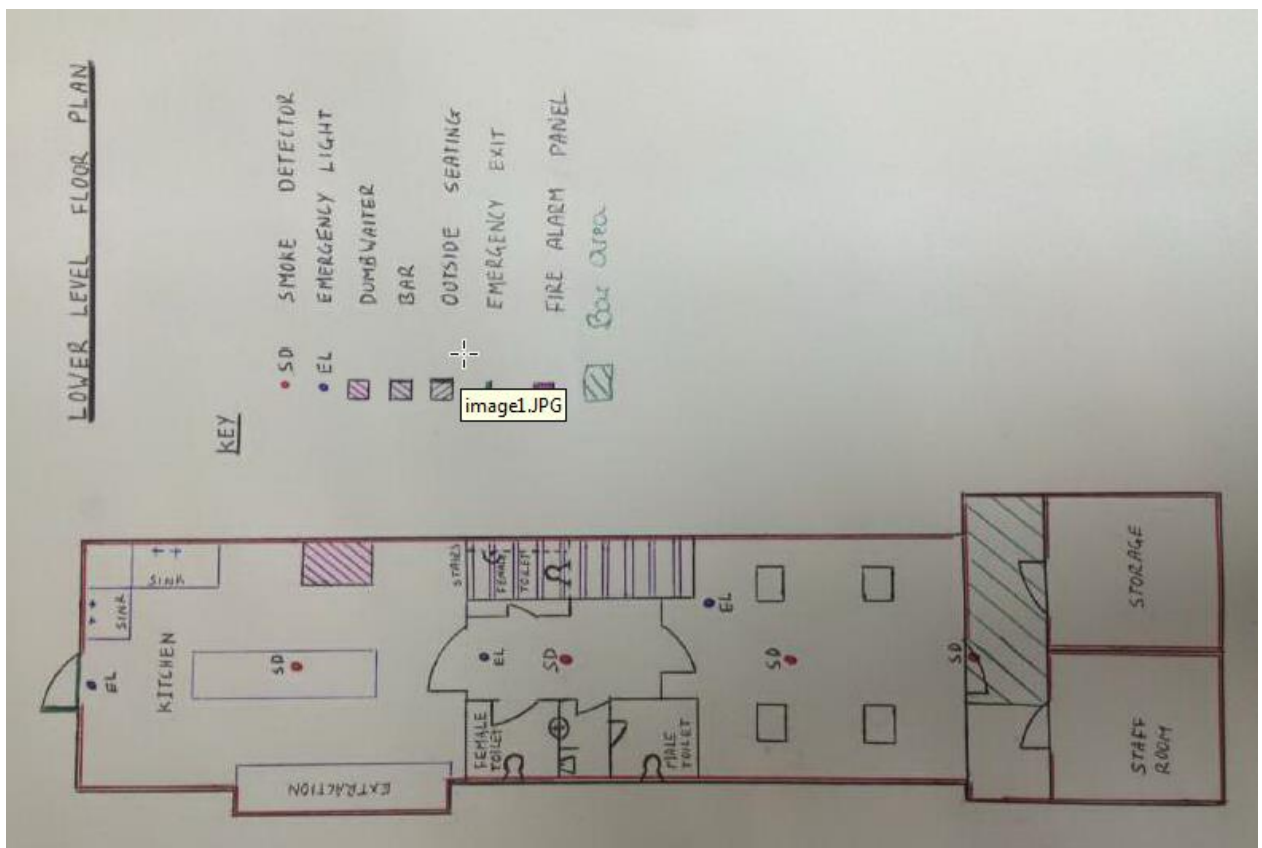 LOWER LEVEL FLOOR PLAN
KEY
SD SMOKE DETECTOR
EL EMERGENCY LIGHT
DUMBWAITER
BAR
OUTSIDE SEATING
EMERGENCY EXIT
FIRE ALARM PANEL
Bar area
image1.JPG
EL
SINK
SINK
KITCHEN
SD
EXTRACTION
STAIRS
FEMALE
TOILET
EL
SD
FEMALE
TOILET
MALE
TOILET
EL
SD
SD
STORAGE
STAFF
ROOM